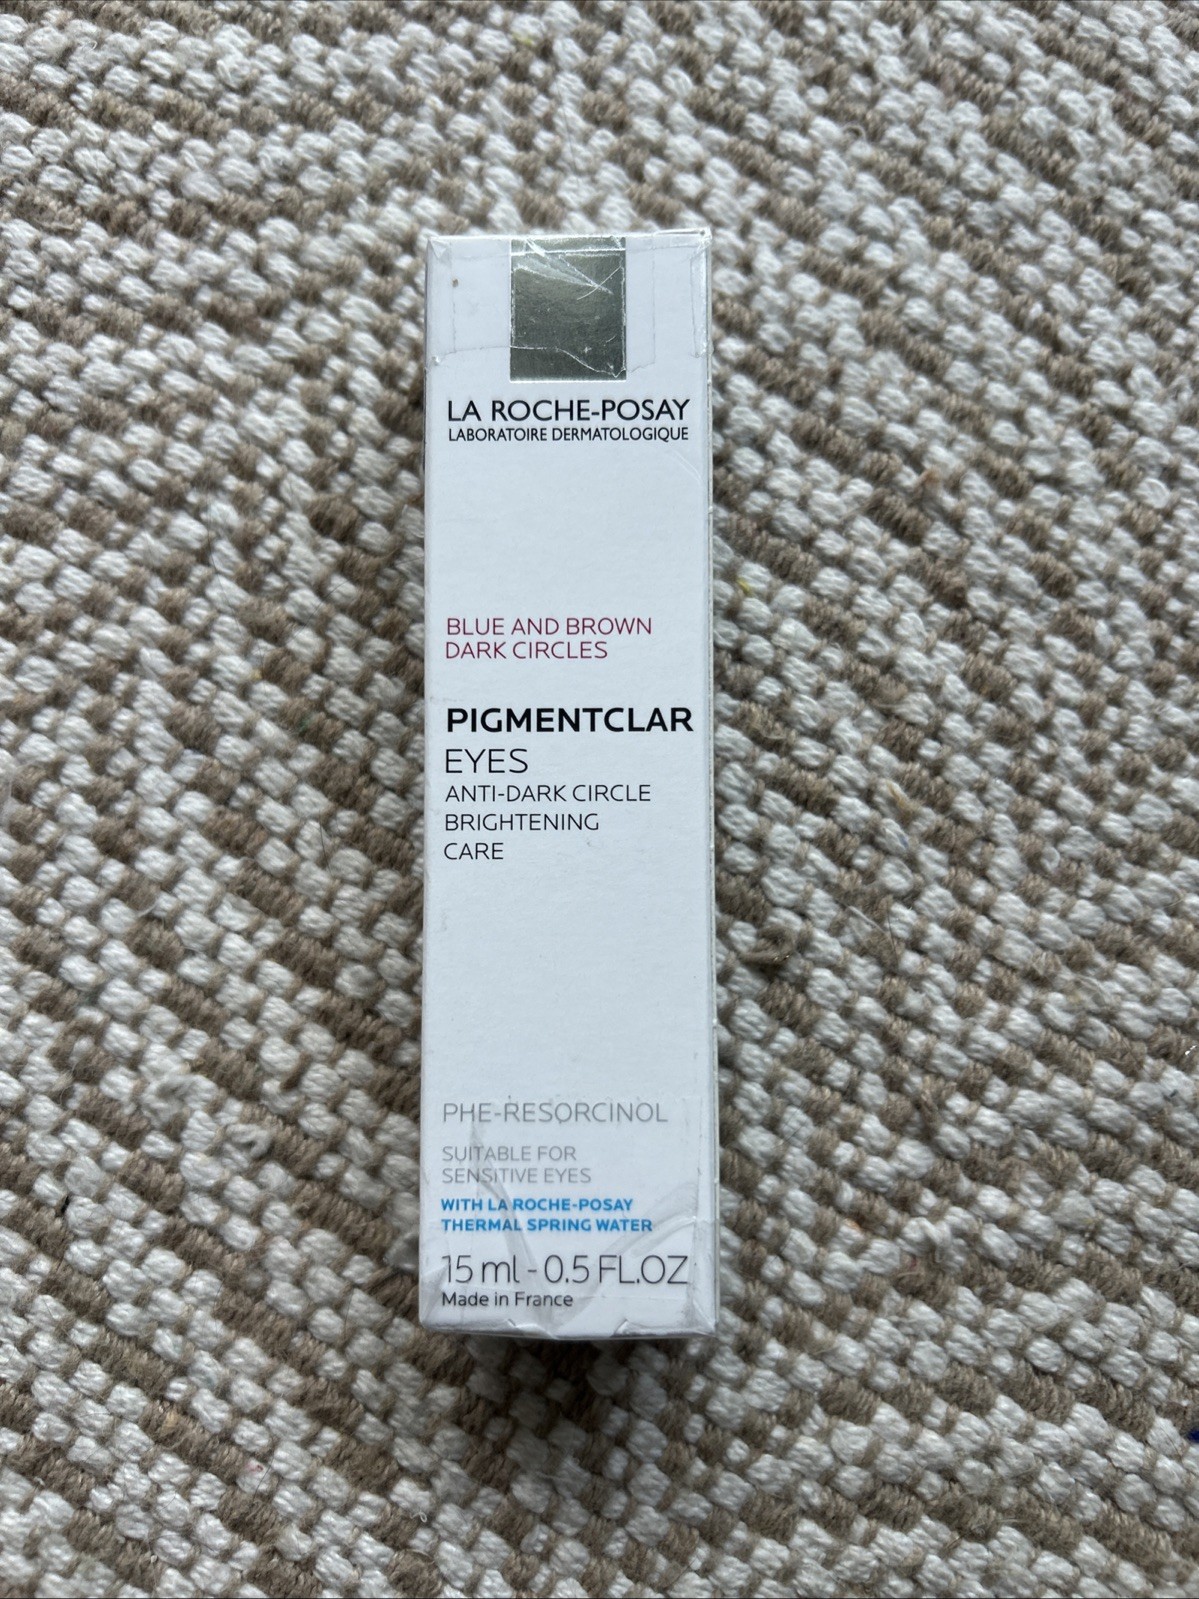 LA ROCHE-POSAY
LABORATOIRE DERMATOLOGIQUE
BLUE AND BROWN
DARK CIRCLES
PIGMENTCLAR
EYES
ANTI-DARK CIRCLE
BRIGHTENING
CARE
PHE-RESORCINOL
SUITABLE FOR
SENSITIVE EYES
WITH LA ROCHE-POSAY
THERMAL SPRING WATER
15 ml - 0.5 FL.OZ
Made in France